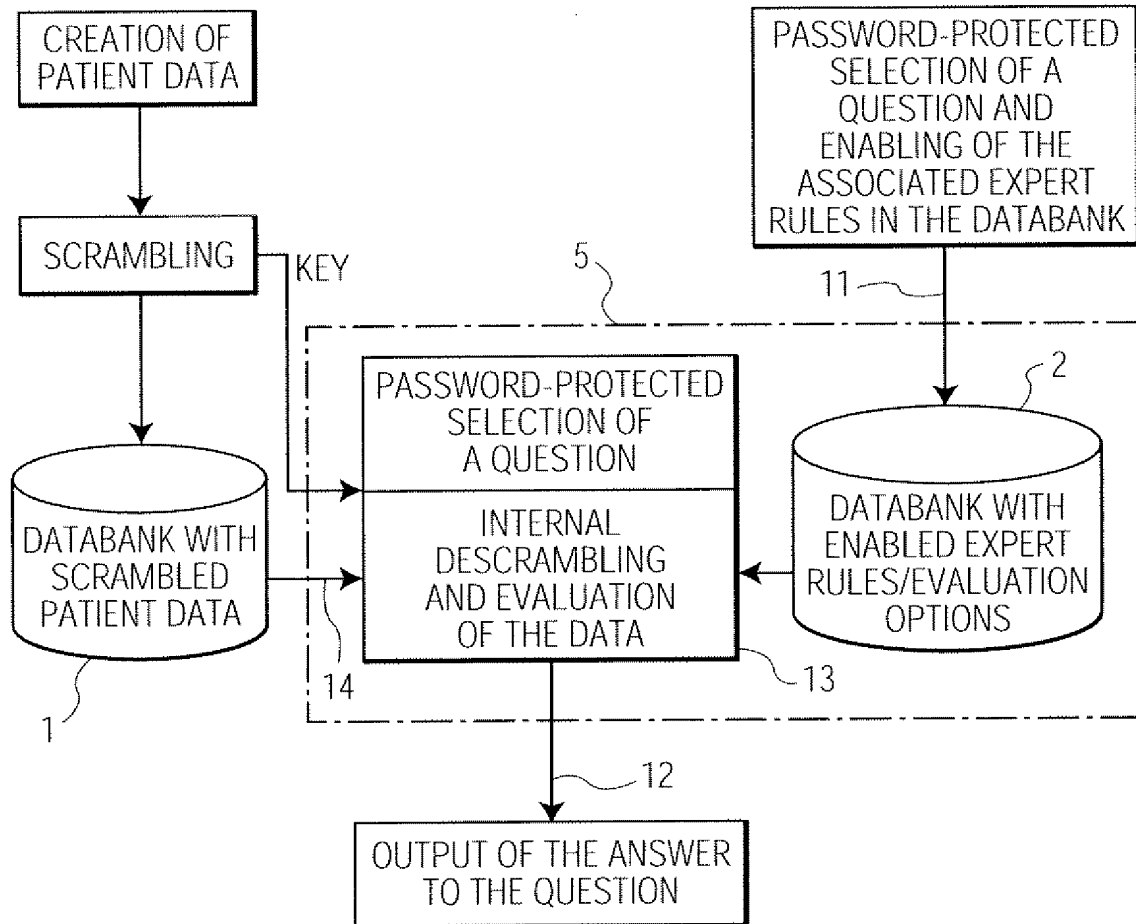 CREATION OF
PATIENT DATA
PASSWORD-PROTECTED
SELECTION OF A
QUESTION AND
ENABLING OF THE
ASSOCIATED EXPERT
RULES IN THE DATABANK
SCRAMBLING
KEY
5
11
PASSWORD-PROTECTED
SELECTION OF
A QUESTION
2
DATABANK WITH
SCRAMBLED
PATIENT DATA
INTERNAL
DESCRAMBLING
AND EVALUATION
OF THE DATA
DATABANK WITH
ENABLED EXPERT
RULES/EVALUATION
OPTIONS
1
14
13
12
OUTPUT OF THE ANSWER
TO THE QUESTION